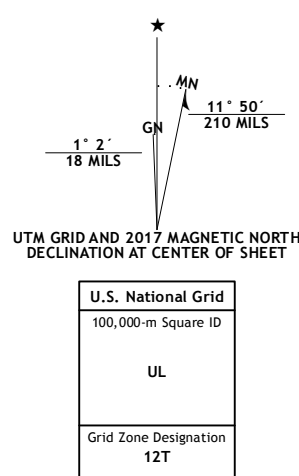 MN
GN
11° 50´
210 MILS
1° 2´
18 MILS
UTM GRID AND 2017 MAGNETIC NORTH
DECLINATION AT CENTER OF SHEET
U.S. National Grid
100,000-m Square ID
UL
Grid Zone Designation
12T